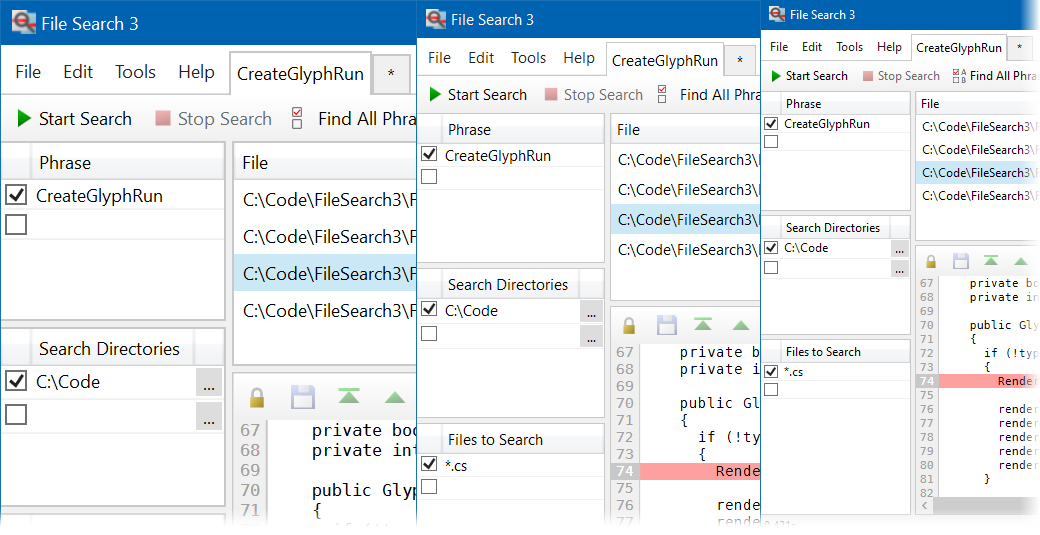 File Search 3
File Edit Tools Help CreateGlyphRun *
Start Search Stop Search Find All Phra
Phrase
CreateGlyphRun
File
C:\Code\FileSearch3\F
C:\Code\FileSearch3\F
C:\Code\FileSearch3\F
C:\Code\FileSearch3\F
Search Directories
C:\Code ...
...
67 private boo
68 private int
69
70 public Glyp
71 {
File Search 3
File Edit Tools Help CreateGlyphRun *
Start Search Stop Search Find All Phra
Phrase
CreateGlyphRun
File
C:\Code\FileSearch3\
C:\Code\FileSearch3\
C:\Code\FileSearch3\
C:\Code\FileSearch3\
Search Directories
C:\Code ...
...
Files to Search
*.cs
67 private b
68 private i
69
70 public Gl
71 {
72 if (!ty
73 {
74 Rende
75
76 rende
77 rende
File Search 3
File Edit Tools Help CreateGlyphRun *
Start Search Stop Search Find All Phra
Phrase
CreateGlyphRun
File
C:\Code\FileSearch3
C:\Code\FileSearch3
C:\Code\FileSearch3
C:\Code\FileSearch3
Search Directories
C:\Code ...
...
Files to Search
*.cs
67 private bo
68 private in
69
70 public Gly
71 {
72 if (!typ
73 {
74 Render
75
76 render
77 render
78 render
79 render
80 render
81 }
82